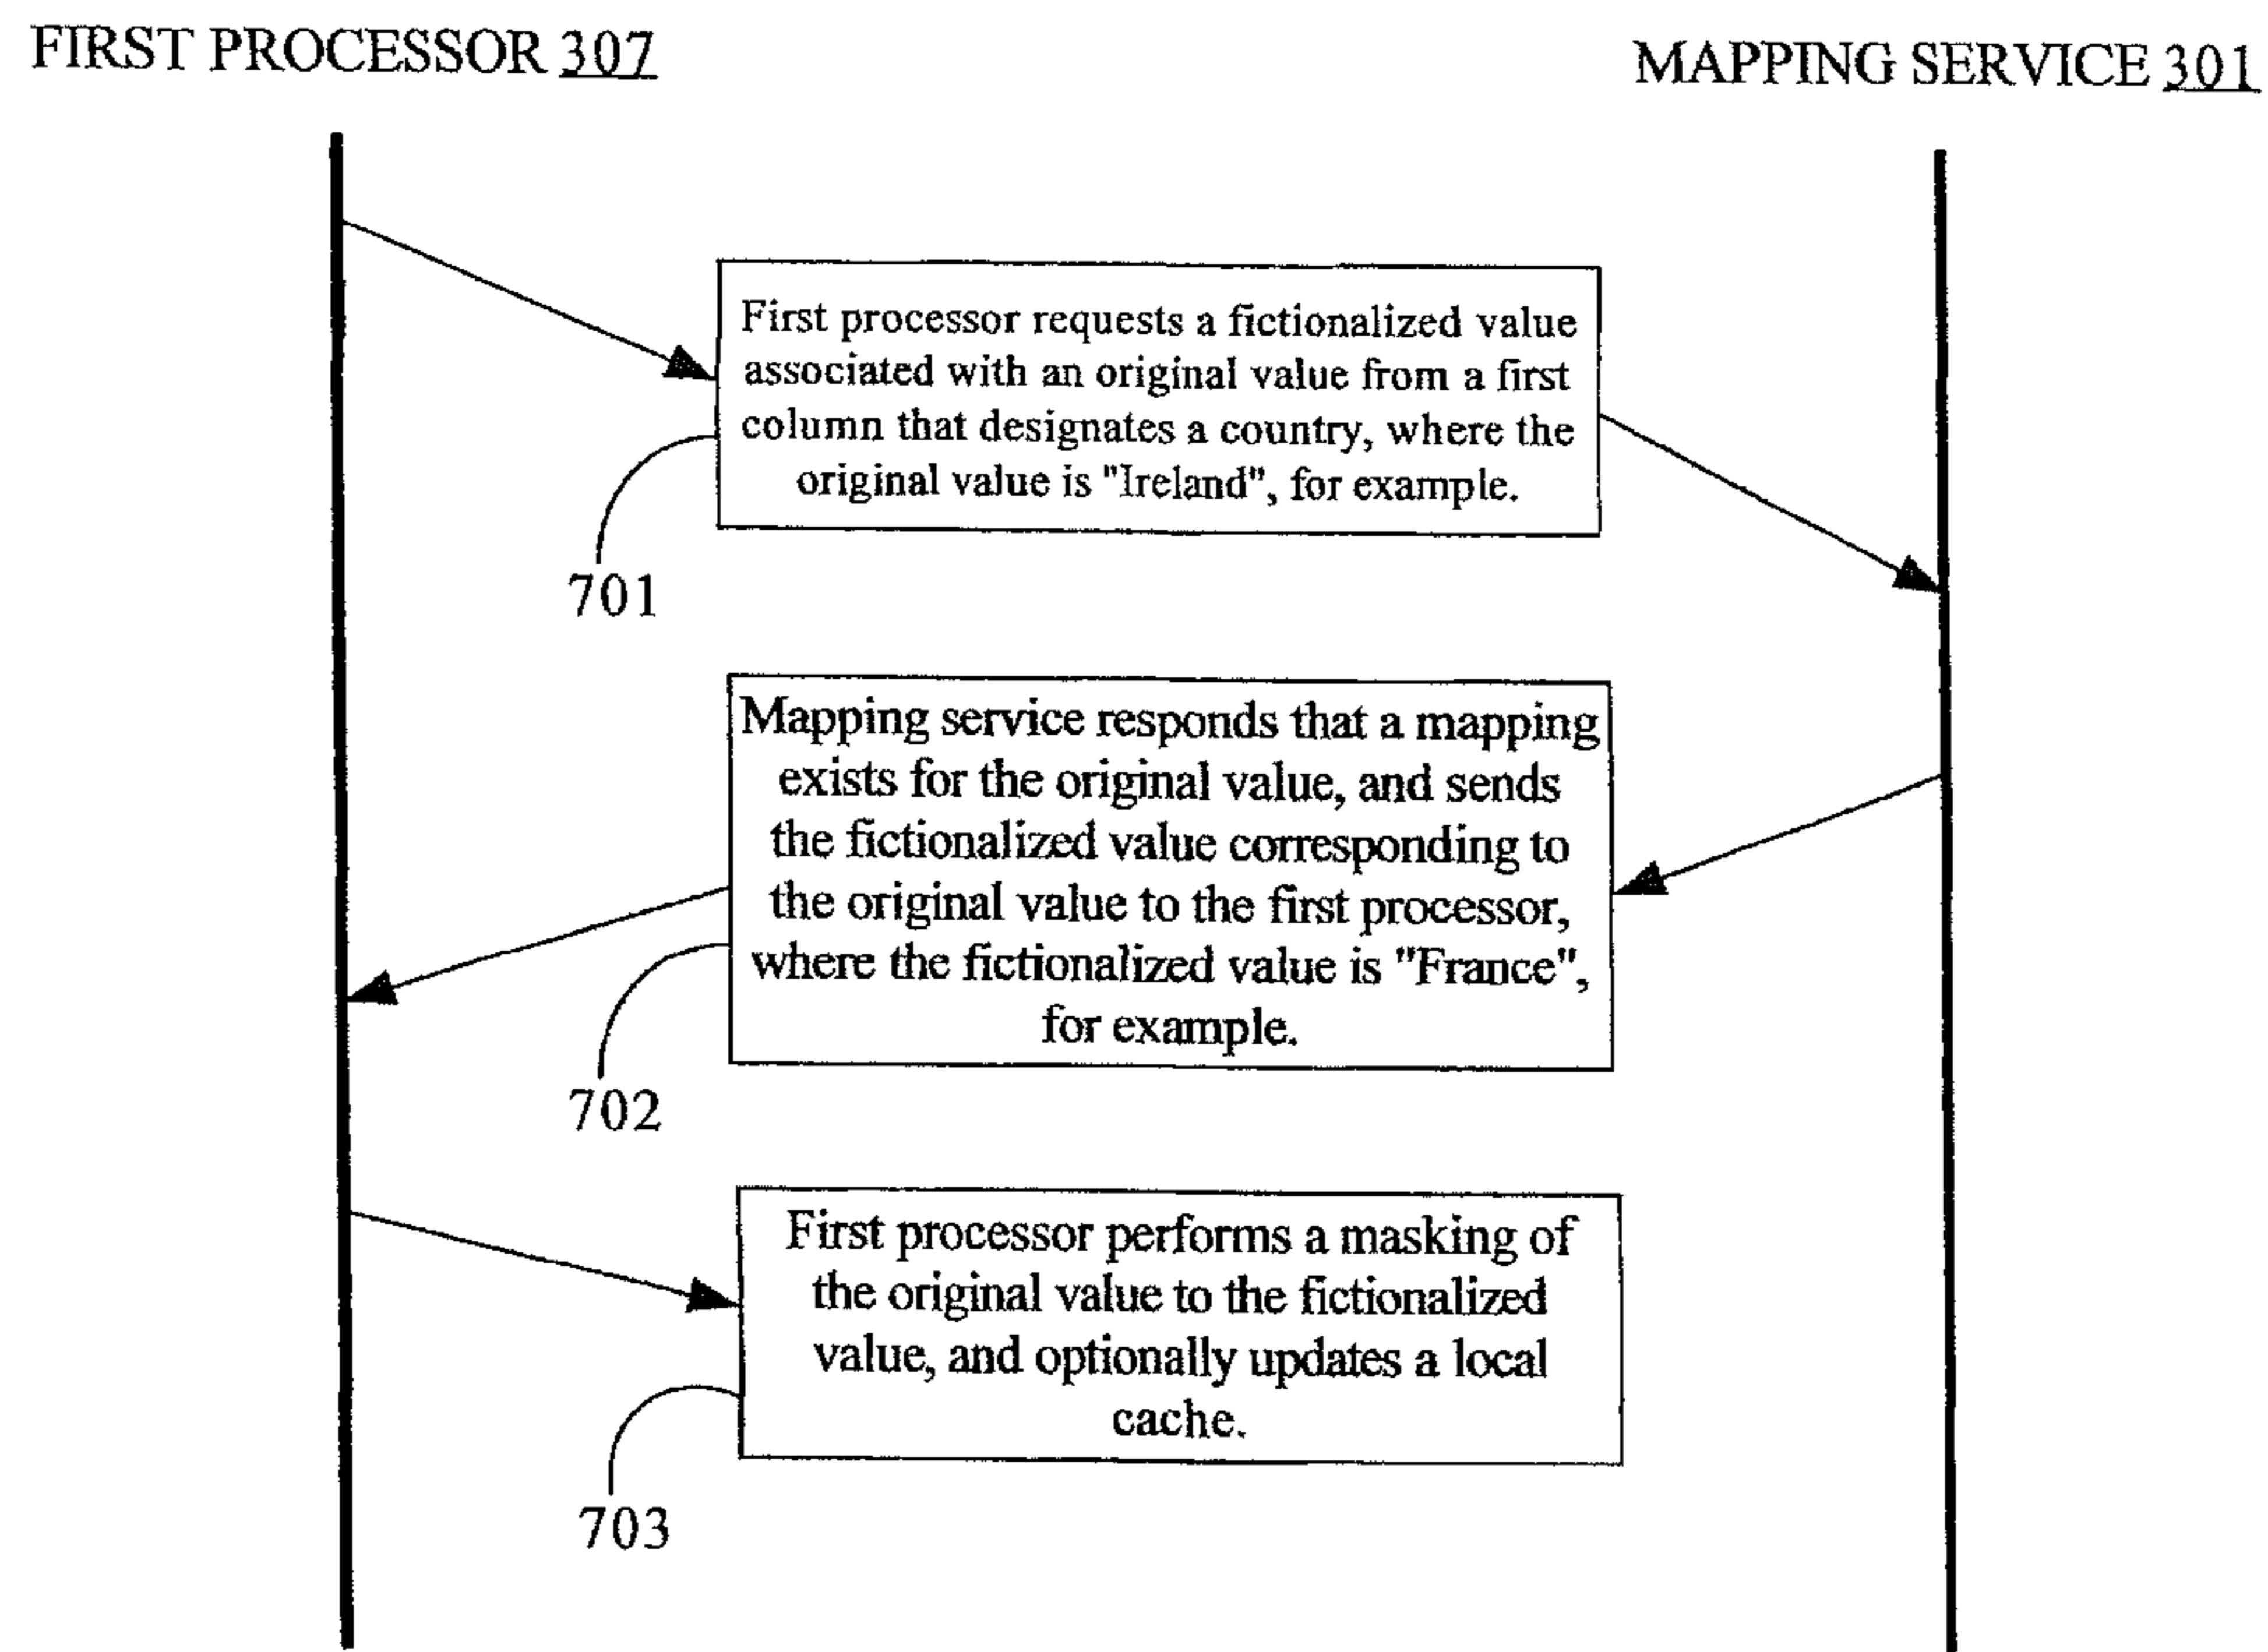 FIRST PROCESSOR 307
MAPPING SERVICE 301
First processor requests a fictionalized value
associated with an original value from a first
column that designates a country, where the
original value is "Ireland", for example.
701
Mapping service responds that a mapping
exists for the original value, and sends
the fictionalized value corresponding to
the original value to the first processor,
where the fictionalized value is "France",
for example.
702
First processor performs a masking of
the original value to the fictionalized
value, and optionally updates a local
cache.
703